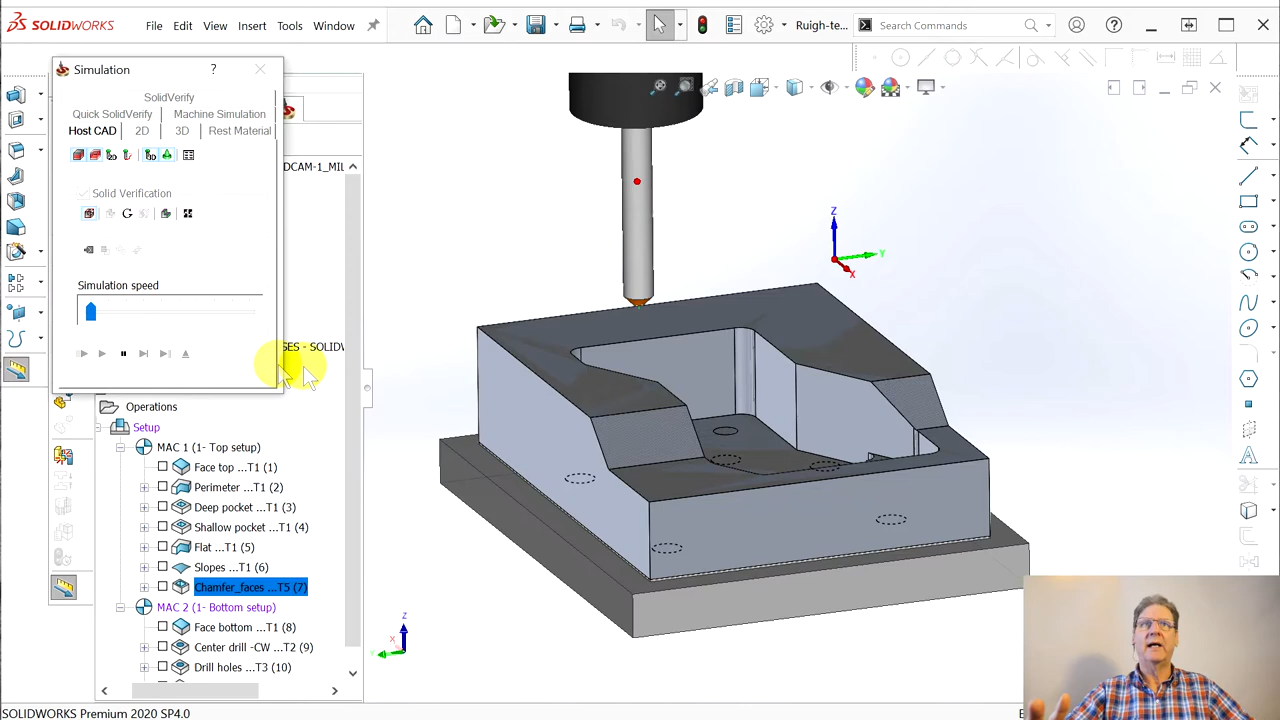 SOLIDWORKS File Edit View Insert Tools Window Ruigh-te... Search Commands
Simulation ?
SolidVerify
Quick SolidVerify Machine Simulation
Host CAD 2D 3D Rest Material
DCAM-1_MIL
Solid Verification
Simulation speed
GES - SOLIDW
Operations
Setup
MAC 1 (1- Top setup)
Face top ...T1 (1)
Perimeter ...T1 (2)
Deep pocket ...T1 (3)
Shallow pocket ...T1 (4)
Flat ...T1 (5)
Slopes ...T1 (6)
Chamfer_faces ...T5 (7)
MAC 2 (1- Bottom setup)
Face bottom ...T1 (8)
Center drill -CW ...T2 (9)
Drill holes ...T3 (10)
Z
Y
X
Z
X
Y
SOLIDWORKS Premium 2020 SP4.0